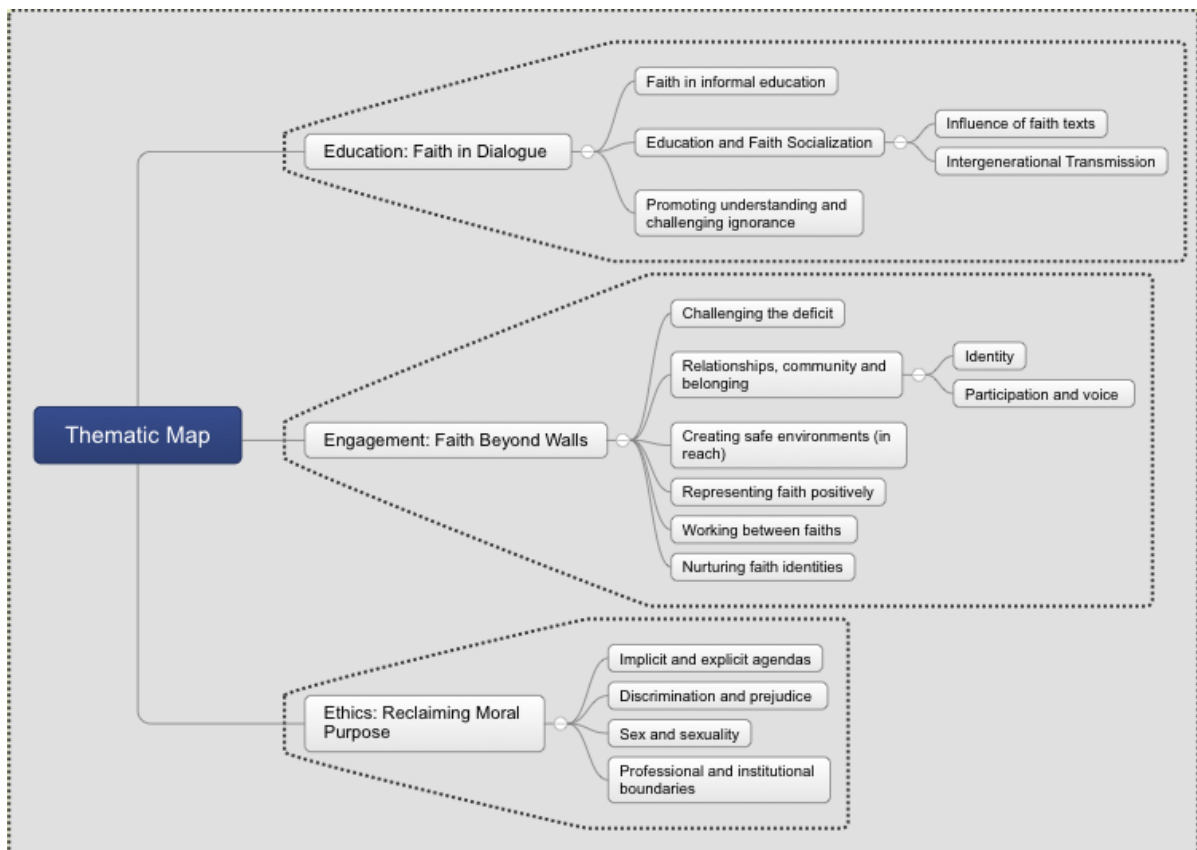 Thematic Map
Education: Faith in Dialogue
Faith in informal education
Education and Faith Socialization
Influence of faith texts
Intergenerational Transmission
Promoting understanding and
challenging ignorance
Engagement: Faith Beyond Walls
Challenging the deficit
Relationships, community and
belonging
Identity
Participation and voice
Creating safe environments (in
reach)
Representing faith positively
Working between faiths
Nurturing faith identities
Ethics: Reclaiming Moral
Purpose
Implicit and explicit agendas
Discrimination and prejudice
Sex and sexuality
Professional and institutional
boundaries